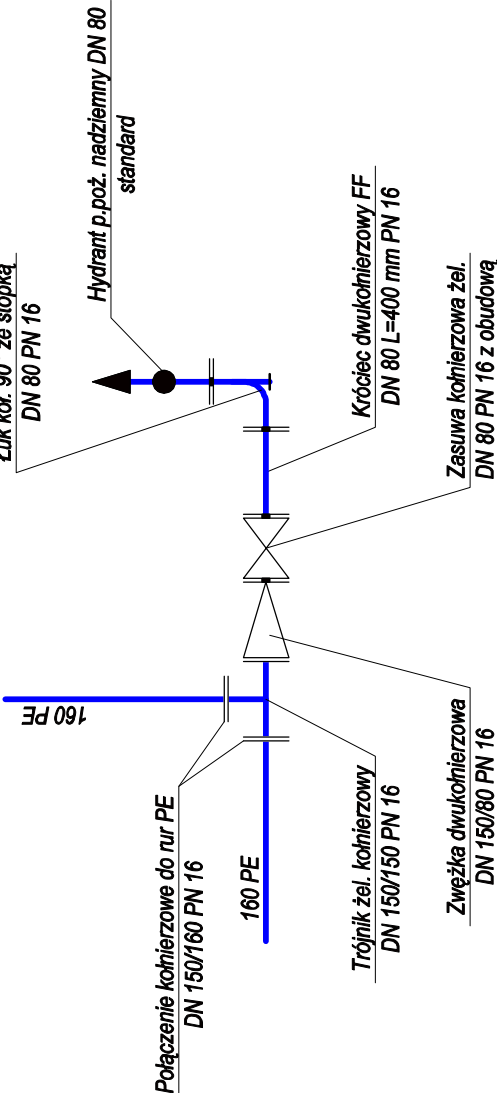 Łuk koł. 90° ze stopką
DN 80 PN 16
Hydrant p.poż. nadziemny DN 80
standard
Króciec dwukołnierzowy FF
DN 80 L=400 mm PN 16
Zasuwa kołnierzowa żel.
DN 80 PN 16 z obudową
160 PE
Połączenie kołnierzowe do rur PE
DN 150/160 PN 16
160 PE
Trójnik żel. kołnierzowy
DN 150/150 PN 16
Zwężka dwukołnierzowa
DN 150/80 PN 16